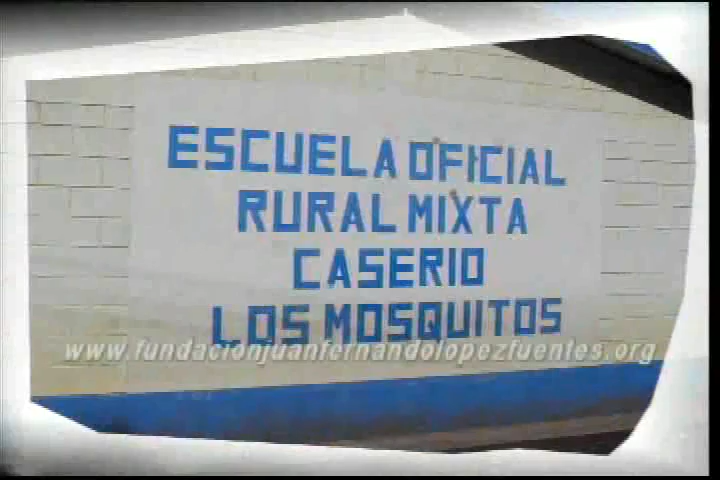 ESCUELA OFICIAL
RURAL MIXTA
CASERIO
LOS MOSQUITOS
www.fundacionjuanfernandolopezfuentes.org